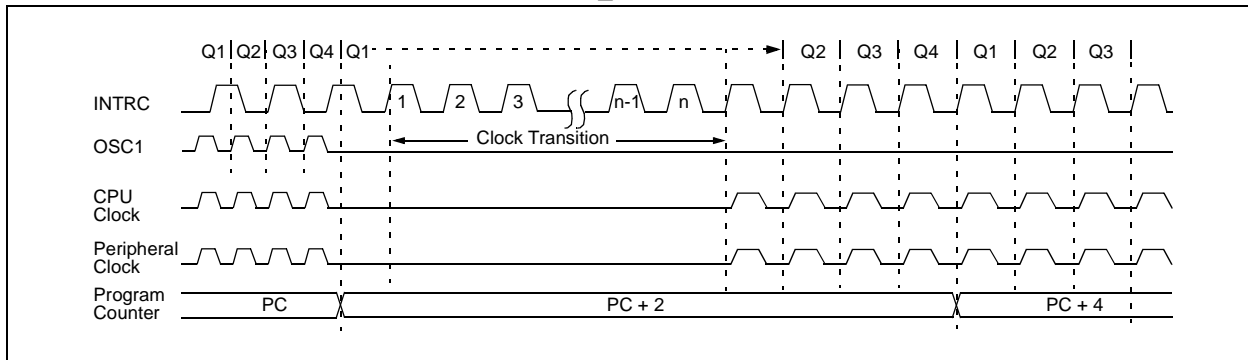 Q1 Q2 Q3 Q4 Q1 Q2 Q3 Q4 Q1 Q2 Q3
INTRC 1 2 3 n-1 n
Clock Transition
OSC1
CPU
Clock
Peripheral
Clock
Program
Counter PC PC + 2 PC + 4